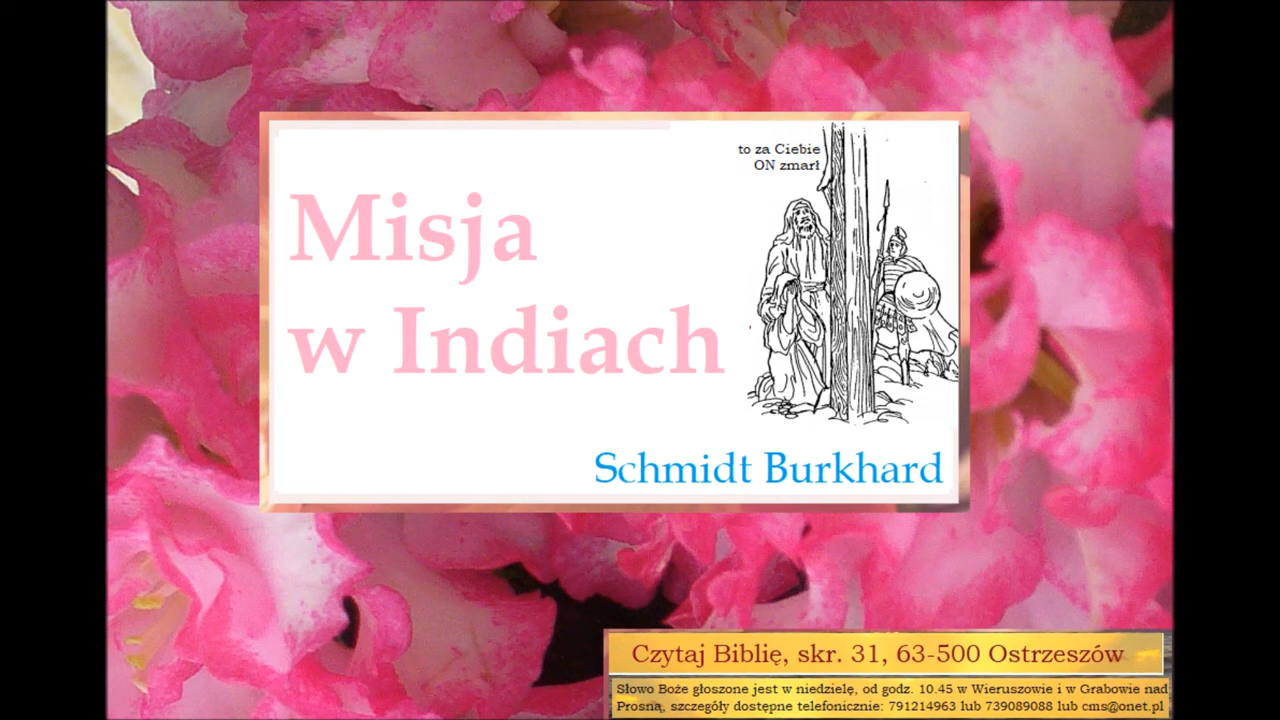 to za Ciebie
ON zmarł
Misja
w Indiach
Schmidt Burkhard
Czytaj Biblię, skr. 31, 63-500 Ostrzeszów
Słowo Boże głoszone jest w niedzielę, od godz. 10.45 w Wieruszowie i w Grabowie nad
Prosną, szczegóły dostępne telefonicznie: 791214963 lub 739089088 lub cms@onet.pl